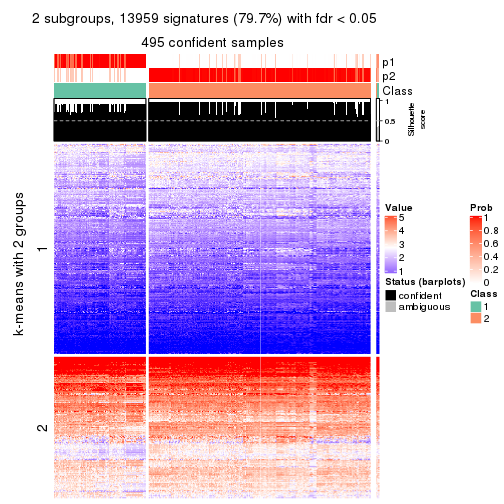 2 subgroups, 13959 signatures (79.7%) with fdr < 0.05
495 confident samples
p1
p2
Class
1
0.5
0
Silhouette
score
k-means with 2 groups
1
2
Value
5
4
3
2
1
Status (barplots)
confident
ambiguous
Prob
1
0.8
0.6
0.4
0.2
0
Class
1
2